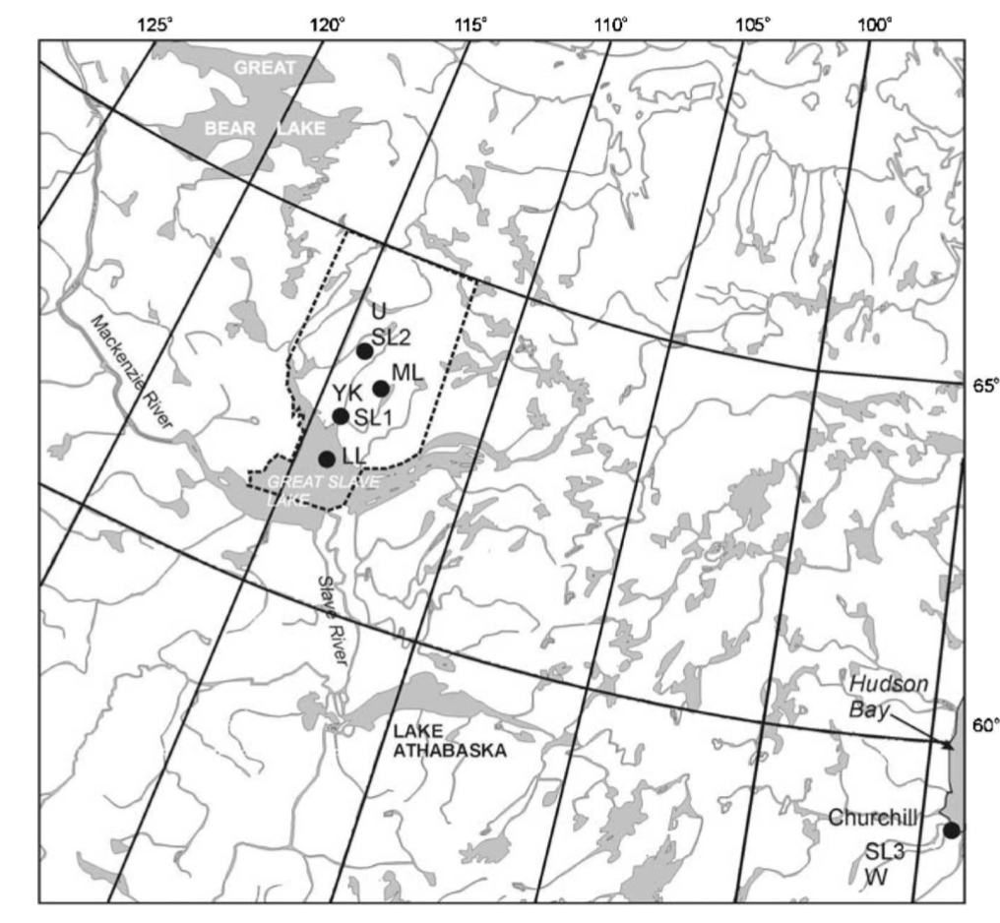 125° 120° 115° 110° 105° 100°
GREAT
BEAR LAKE
U
SL2
Mackenzie River
ML
65°
YK
SL1
LL
GREAT SLAVE
LAKE
Slave River
Hudson
Bay
60°
LAKE
ATHABASKA
Churchill
SL3
W